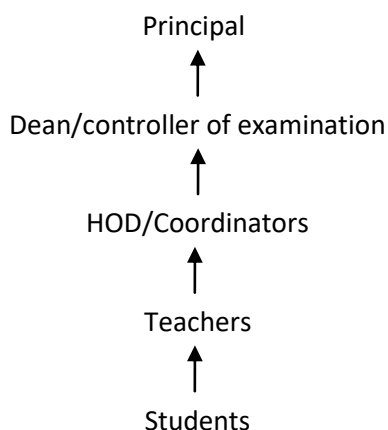 Principal
Dean/controller of examination
HOD/Coordinators
Teachers
Students